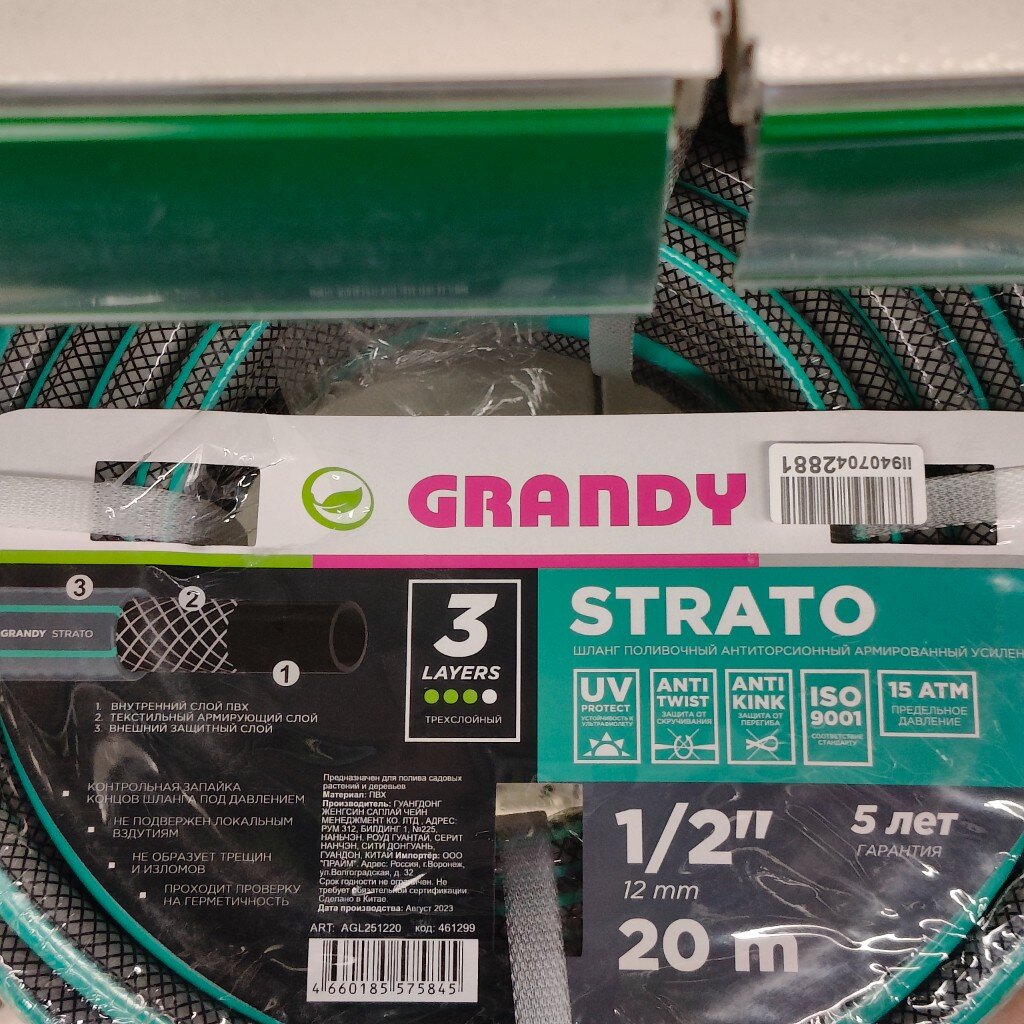 GRANDY
119407042881
3
2
GRANDY STRATO
1
1. ВНУТРЕННИЙ СЛОЙ ПВХ
2. ТЕКСТИЛЬНЫЙ АРМИРУЮЩИЙ СЛОЙ
3. ВНЕШНИЙ ЗАЩИТНЫЙ СЛОЙ
3
LAYERS
ТРЕХСЛОЙНЫЙ
STRATO
ШЛАНГ ПОЛИВОЧНЫЙ АНТИТОРСИОННЫЙ АРМИРОВАННЫЙ УСИЛЕН
UV
PROTECT
УСТОЙЧИВОСТЬ К
УЛЬТРАФИОЛЕТУ
ANTI
TWIST
ЗАЩИТА ОТ
СКРУЧИВАНИЯ
ANTI
KINK
ЗАЩИТА ОТ
ПЕРЕГИБА
ISO
9001
СООТВЕТСТВИЕ
СТАНДАРТУ
15 ATM
ПРЕДЕЛЬНОЕ
ДАВЛЕНИЕ
КОНТРОЛЬНАЯ ЗАПАЙКА
КОНЦОВ ШЛАНГА ПОД ДАВЛЕНИЕМ
НЕ ПОДВЕРЖЕН ЛОКАЛЬНЫМ
ВЗДУТИЯМ
НЕ ОБРАЗУЕТ ТРЕЩИН
И ИЗЛОМОВ
ПРОХОДИТ ПРОВЕРКУ
НА ГЕРМЕТИЧНОСТЬ
Предназначен для полива садовых
растений и деревьев
Материал: ПВХ
Производитель: ГУАНГДОНГ
ЖЕНГСИН САПЛАЙ ЧЕЙН
МЕНЕДЖМЕНТ КО. ЛТД , АДРЕС:
РУМ 312, БИЛДИНГ 1, №225,
НАНЬЧЭН, РОУД ГУАНТАЙ, СЕРИТ
НАНЧЭН, СИТИ ДОНГУАНЬ,
ГУАНДОН, КИТАЙ Импортёр: ООО
"ПРАЙМ". Адрес: Россия, г.Воронеж,
ул.Волгоградская, д. 32
Срок годности не ограничен. Не
требует обязательной сертификации.
Сделано в Китае.
Дата производства: Август 2023
ART: AGL251220 код: 461299
4 660185 575845
1/2"
12 mm
20 m
5 лет
ГАРАНТИЯ